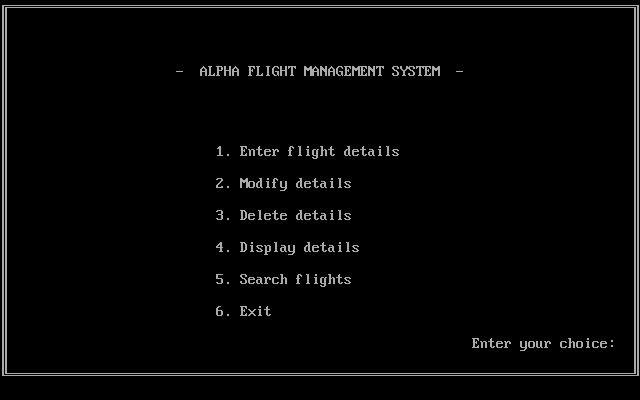 -  ALPHA FLIGHT MANAGEMENT SYSTEM  -
1. Enter flight details
2. Modify details
3. Delete details
4. Display details
5. Search flights
6. Exit
Enter your choice: